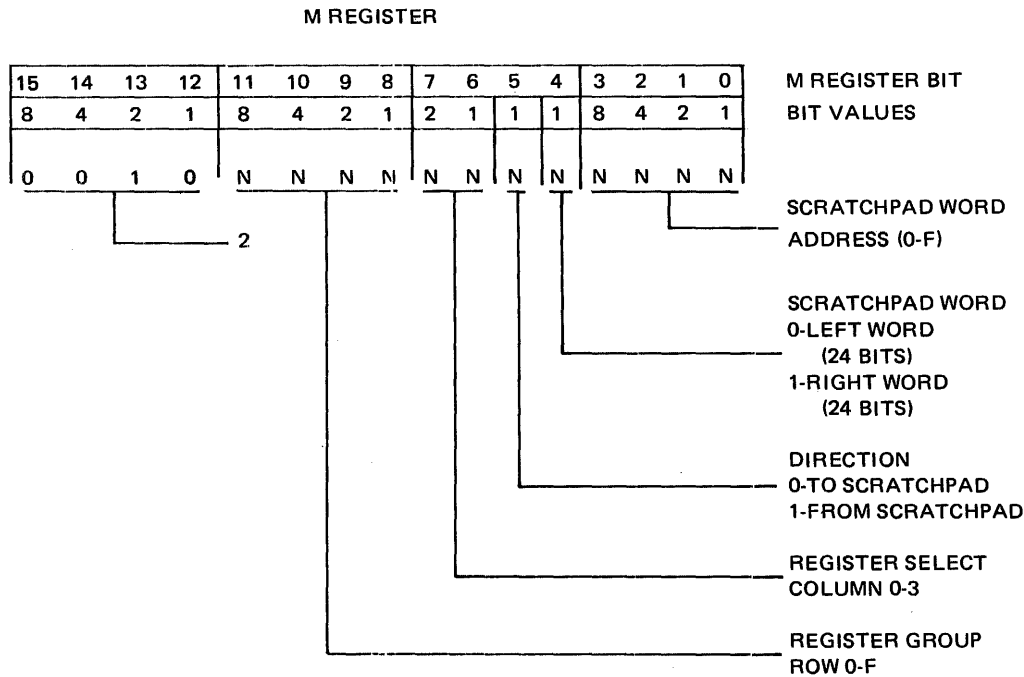 M REGISTER
15 14 13 12 11 10 9 8 7 6 5 4 3 2 1 0 M REGISTER BIT
8 4 2 1 8 4 2 1 2 1 1 1 8 4 2 1 BIT VALUES
0 0 1 0 N N N N N N N N N N N N
SCRATCHPAD WORD
2 ADDRESS (0-F)
SCRATCHPAD WORD
0-LEFT WORD
(24 BITS)
1-RIGHT WORD
(24 BITS)
DIRECTION
0-TO SCRATCHPAD
1-FROM SCRATCHPAD
REGISTER SELECT
COLUMN 0-3
REGISTER GROUP
ROW 0-F